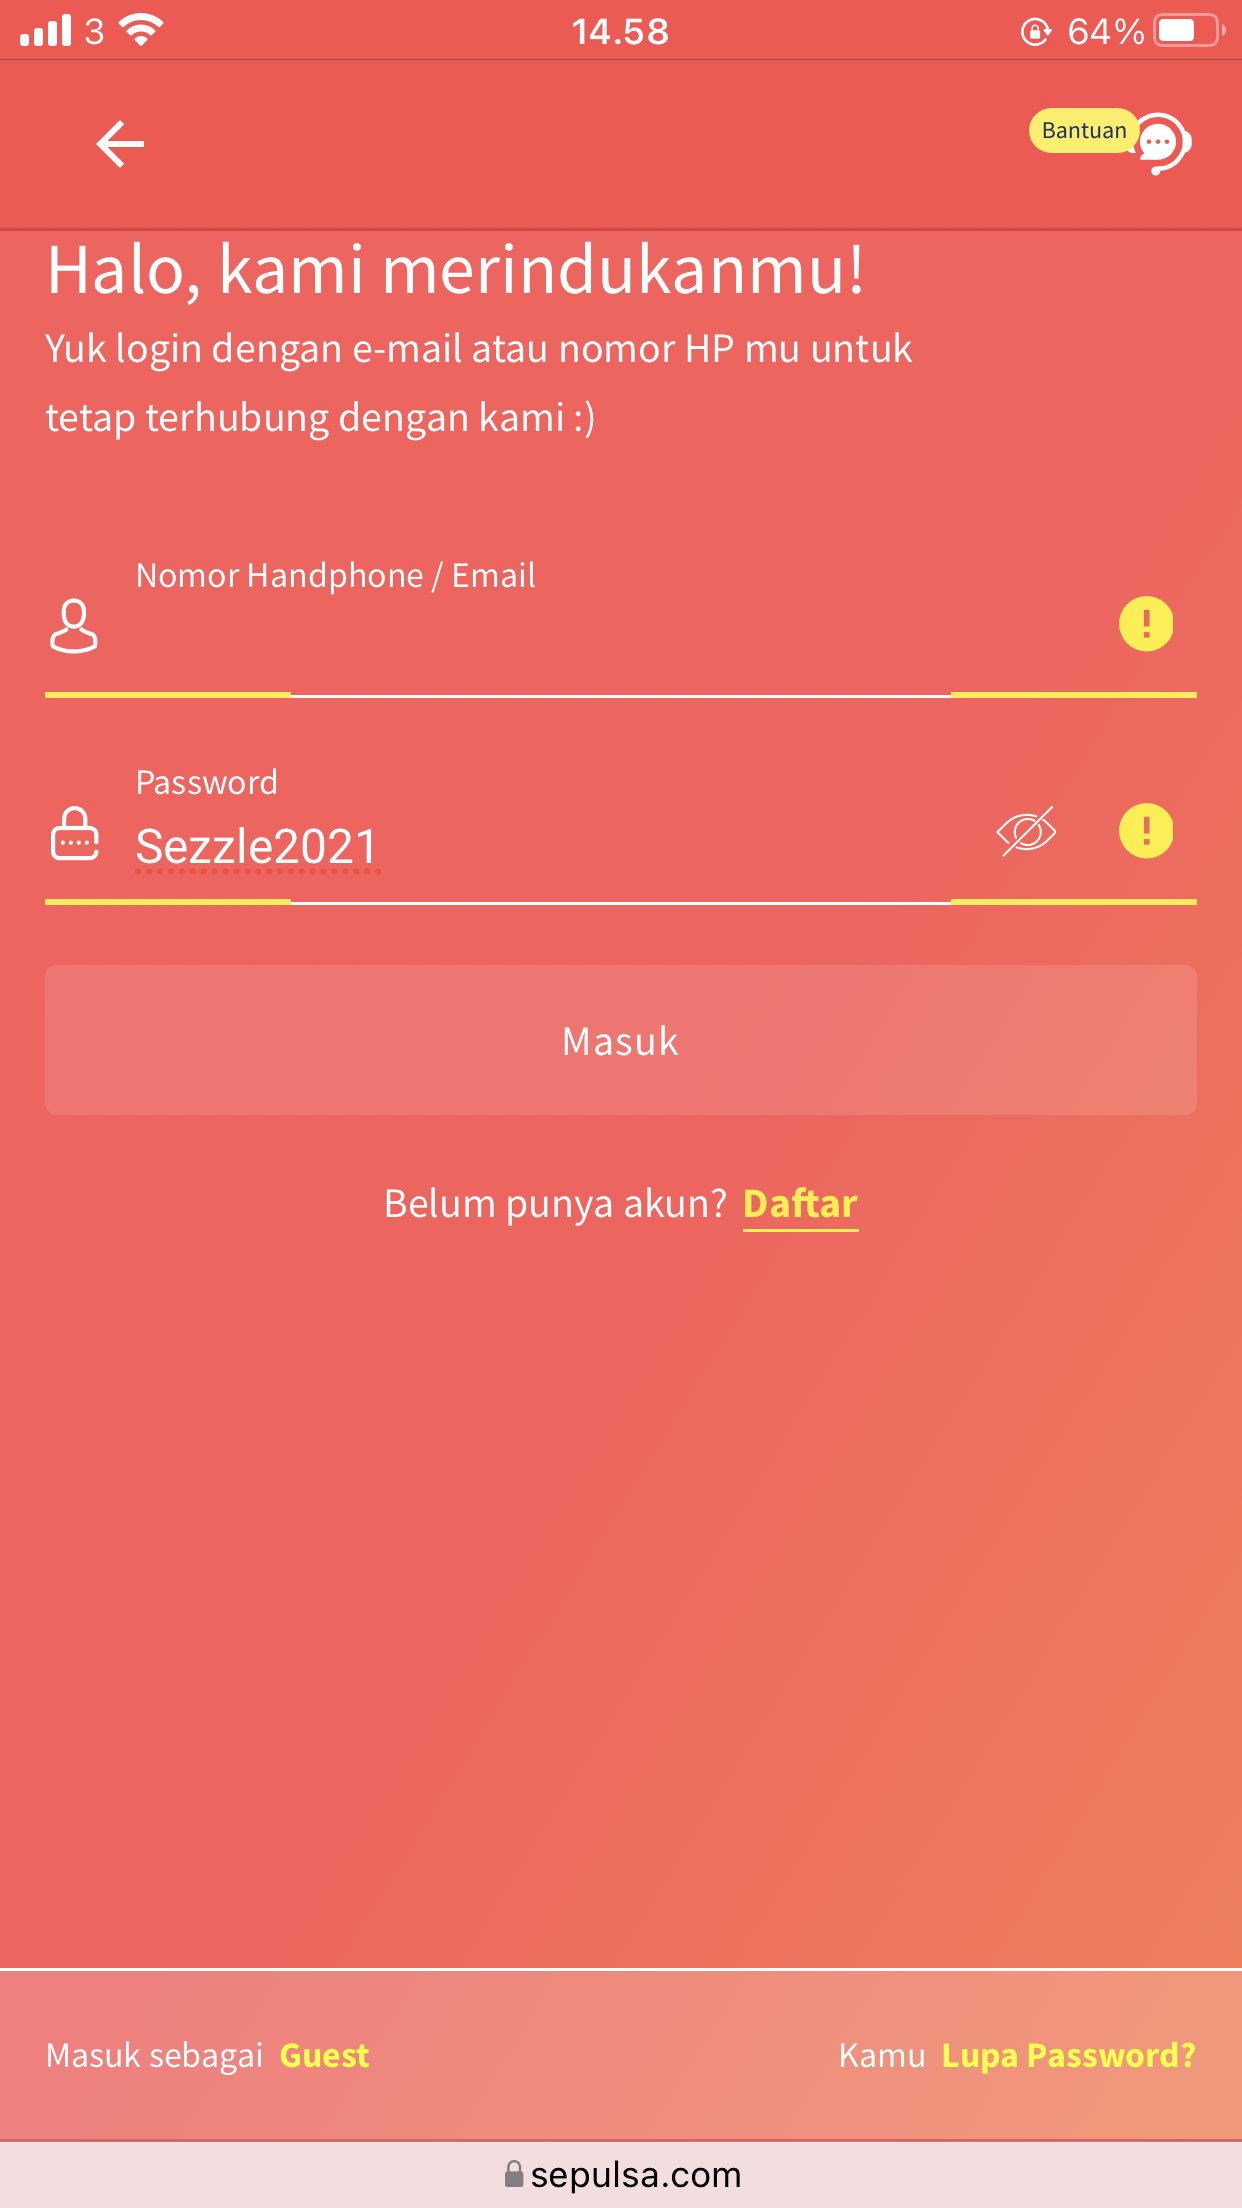 3 14.58 64%
Bantuan
Halo, kami merindukanmu!
Yuk login dengan e-mail atau nomor HP mu untuk
tetap terhubung dengan kami :)
Nomor Handphone / Email
Password
Sezzle2021
Masuk
Belum punya akun? Daftar
Masuk sebagai Guest
Kamu Lupa Password?
sepulsa.com